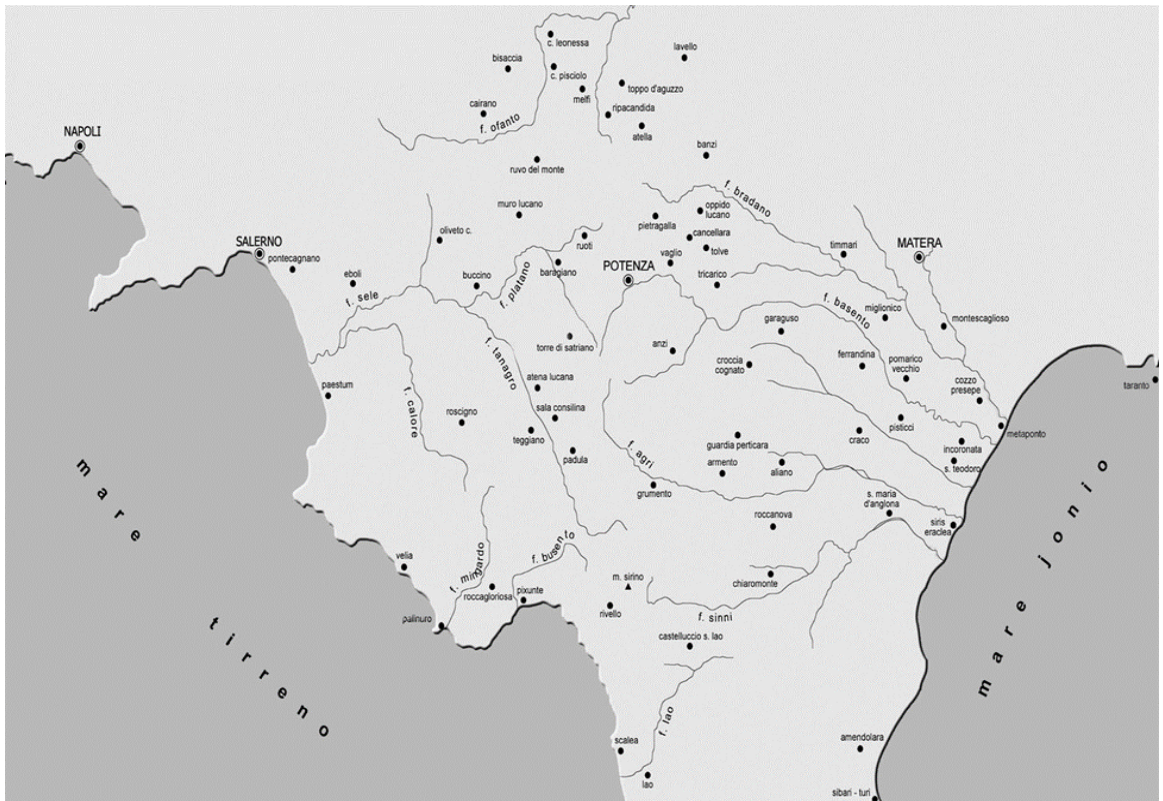 c. leonessa
lavello
bisaccia
c. pisciolo
toppo d'aguzzo
melfi
cairano
ripacandida
f. ofanto
atella
NAPOLI
banzi
ruvo del monte
f. bradano
muro lucano
oppido
lucano
pietragalla
oliveto c.
cancellara
ruoti
SALERNO
timmari
MATERA
tolve
vaglio
pontecagnano
POTENZA
baragiano
eboli
buccino
f. platano
tricarico
f. sele
f. basento
miglionico
garaguso
montescaglioso
torre di satriano
anzi
f. tanagro
croccia
cognato
ferrandina
pomarico
vecchio
atena lucana
cozzo
presepe
paestum
taranto
f. calore
roscigno
sala consilina
pisticci
teggiano
guardia perticara
craco
metaponto
incoronata
padula
f. agri
armento
aliano
s. teodoro
mare tirreno
mare jonio
grumento
s. maria
d'anglona
roccanova
siris
eraclea
velia
f. busento
f. mingardo
m. sirino
chiaromonte
roccagloriosa
pixunte
rivello
palinuro
f. sinni
castelluccio s. lao
f. lao
scalea
amendolara
lao
sibari - turi